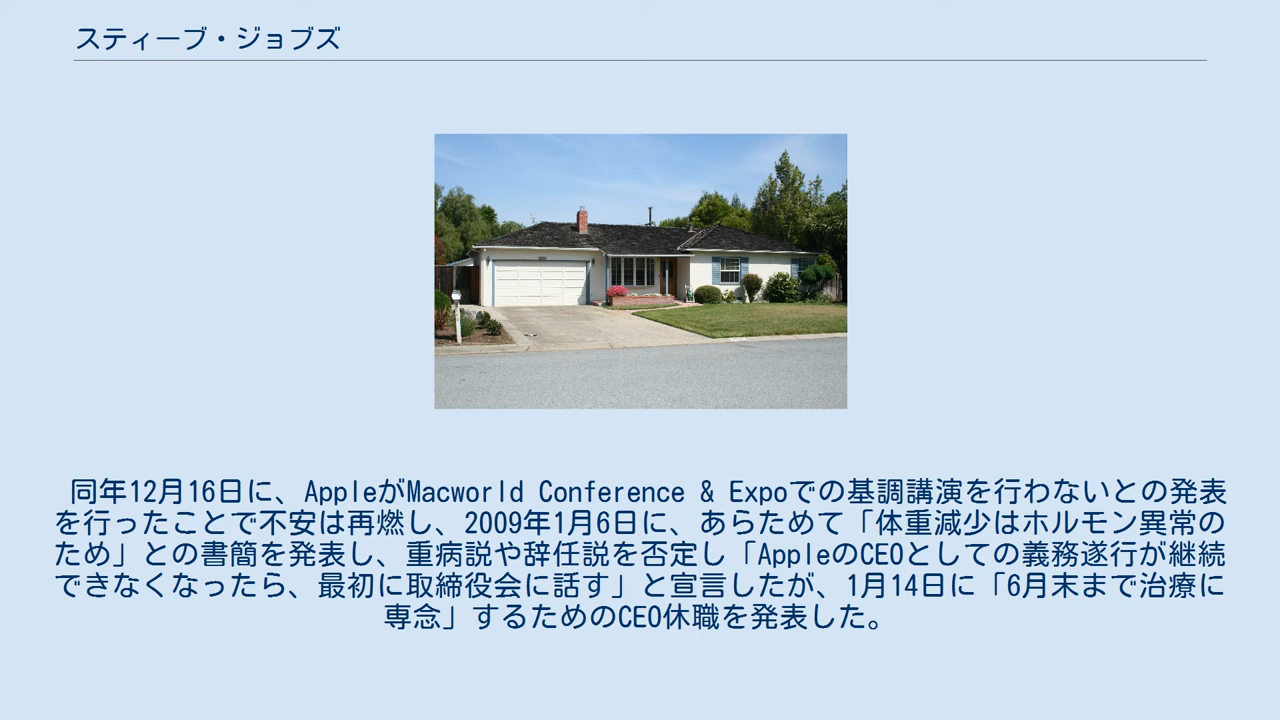 スティーブ・ジョブズ
同年12月16日に、AppleがMacworld Conference & Expoでの基調講演を行わないとの発表
を行ったことで不安は再燃し、2009年1月6日に、あらためて「体重減少はホルモン異常の
ため」との書簡を発表し、重病説や辞任説を否定し「AppleのCEOとしての義務遂行が継続
できなくなったら、最初に取締役会に話す」と宣言したが、1月14日に「6月末まで治療に
専念」するためのCEO休職を発表した。